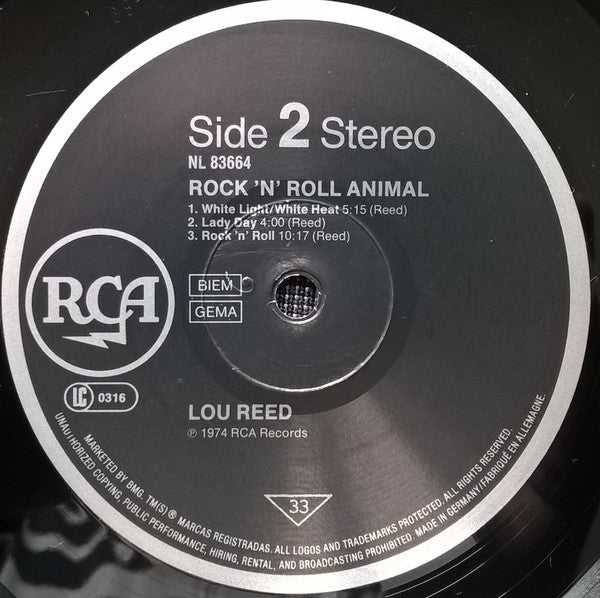 Side 2 Stereo
NL 83664
ROCK 'N' ROLL ANIMAL
1. White Light/White Heat 5:15 (Reed)
2. Lady Day 4:00 (Reed)
3. Rock 'n' Roll 10:17 (Reed)
RCA
BIEM
GEMA
LC 0316
LOU REED
℗ 1974 RCA Records
33
MARKETED BY BMG. TM(S) ® MARCAS REGISTRADAS. ALL LOGOS AND TRADEMARKS PROTECTED. ALL RIGHTS RESERVED.
UNAUTHORIZED COPYING, PUBLIC PERFORMANCE, HIRING, RENTAL, AND BROADCASTING PROHIBITED. MADE IN GERMANY/FABRIQUÉ EN ALLEMAGNE.